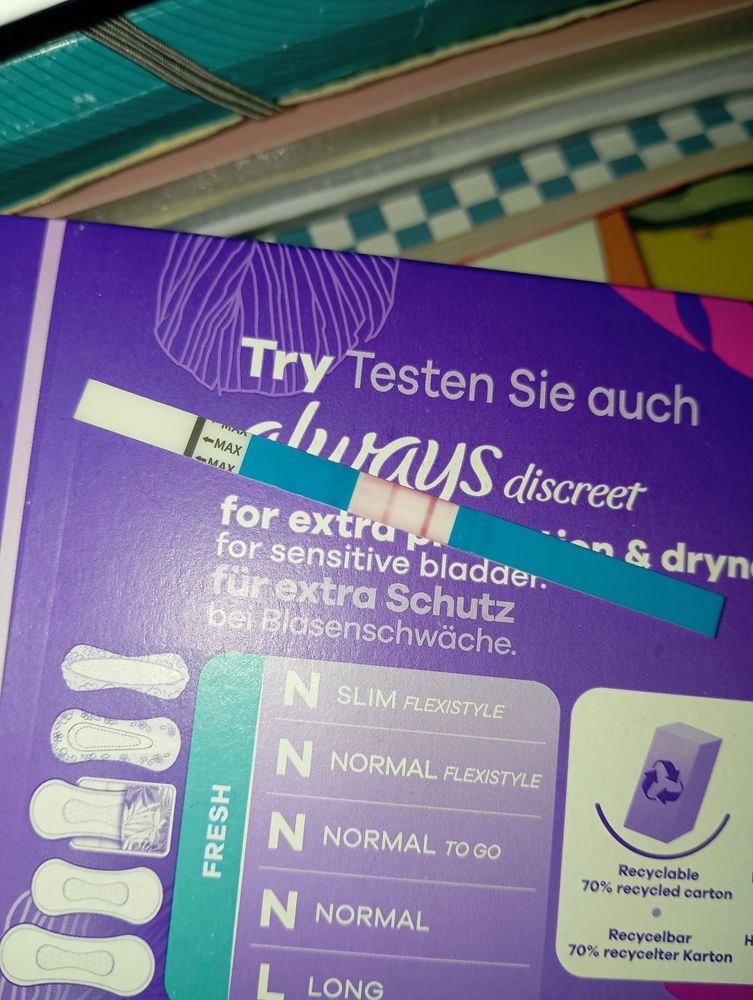 Try Testen Sie auch
always discreet
for extra & dryn
for sensitive bladder.
für extra Schutz
bei Blasenschwäche.
MAX
MAX
MAX
FRESH
N SLIM FLEXISTYLE
N NORMAL FLEXISTYLE
N NORMAL TO GO
N NORMAL
L LONG
Recyclable
70% recycled carton
Recycelbar
70% recycelter Karton
H